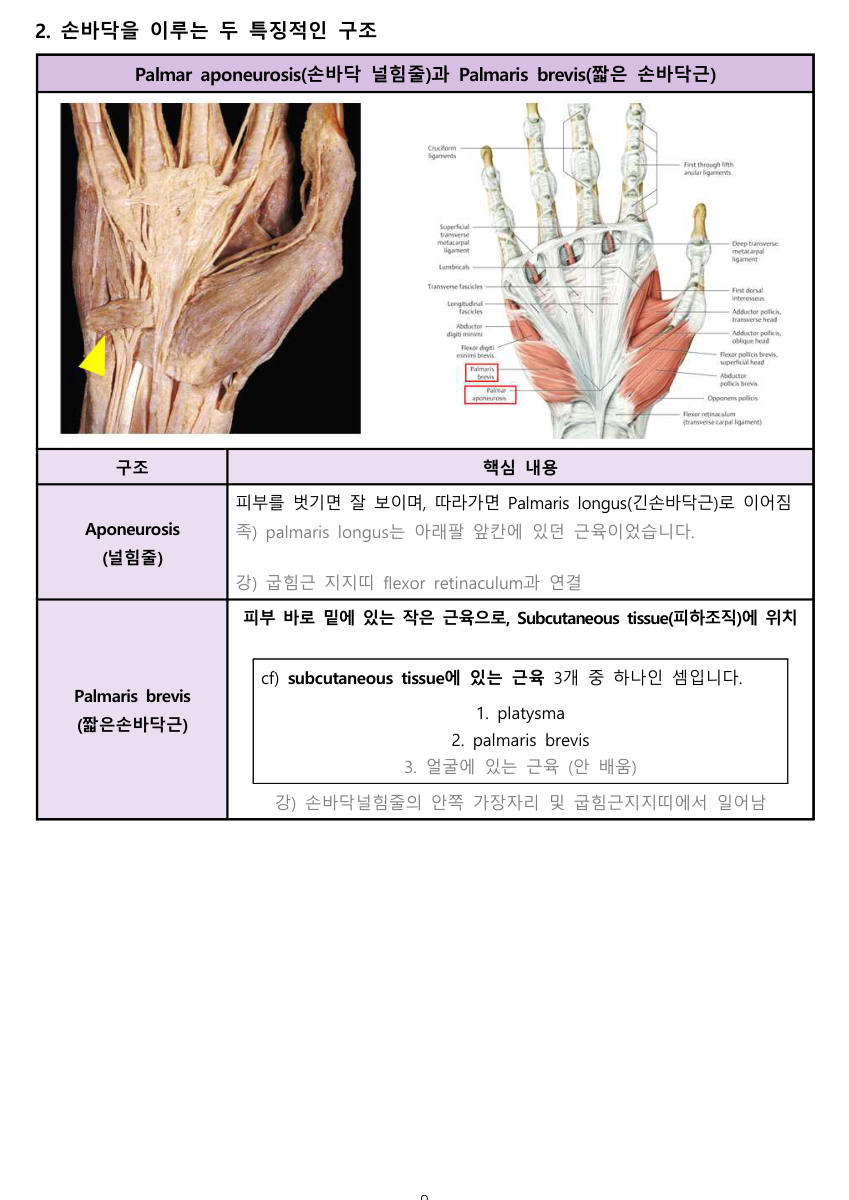 2. 손바닥을 이루는 두 특징적인 구조
Palmar aponeurosis(손바닥 널힘줄)과 Palmaris brevis(짧은 손바닥근)
Cruciform
ligaments
First through fifth
anular ligaments
Superficial
transverse
metacarpal
ligament
Deep transverse
metacarpal
ligament
Lumbricals
Transverse fascicles
Longitudinal
fascicles
Abductor
digiti minimi
Flexor digiti
minimi brevis
Palmaris
brevis
Palmar
aponeurosis
First dorsal
interosseus
Adductor pollicis,
transverse head
Adductor pollicis,
oblique head
Flexor pollicis brevis,
superficial head
Abductor
pollicis brevis
Opponens pollicis
Flexor retinaculum
(transverse carpal ligament)
구조
핵심 내용
Aponeurosis
(널힘줄)
피부를 벗기면 잘 보이며, 따라가면 Palmaris longus(긴손바닥근)로 이어짐
족) palmaris longus는 아래팔 앞칸에 있던 근육이었습니다.
강) 굽힘근 지지띠 flexor retinaculum과 연결
Palmaris brevis
(짧은손바닥근)
피부 바로 밑에 있는 작은 근육으로, Subcutaneous tissue(피하조직)에 위치
cf) subcutaneous tissue에 있는 근육 3개 중 하나인 셈입니다.
1. platysma
2. palmaris brevis
3. 얼굴에 있는 근육 (안 배움)
강) 손바닥널힘줄의 안쪽 가장자리 및 굽힘근지지띠에서 일어남